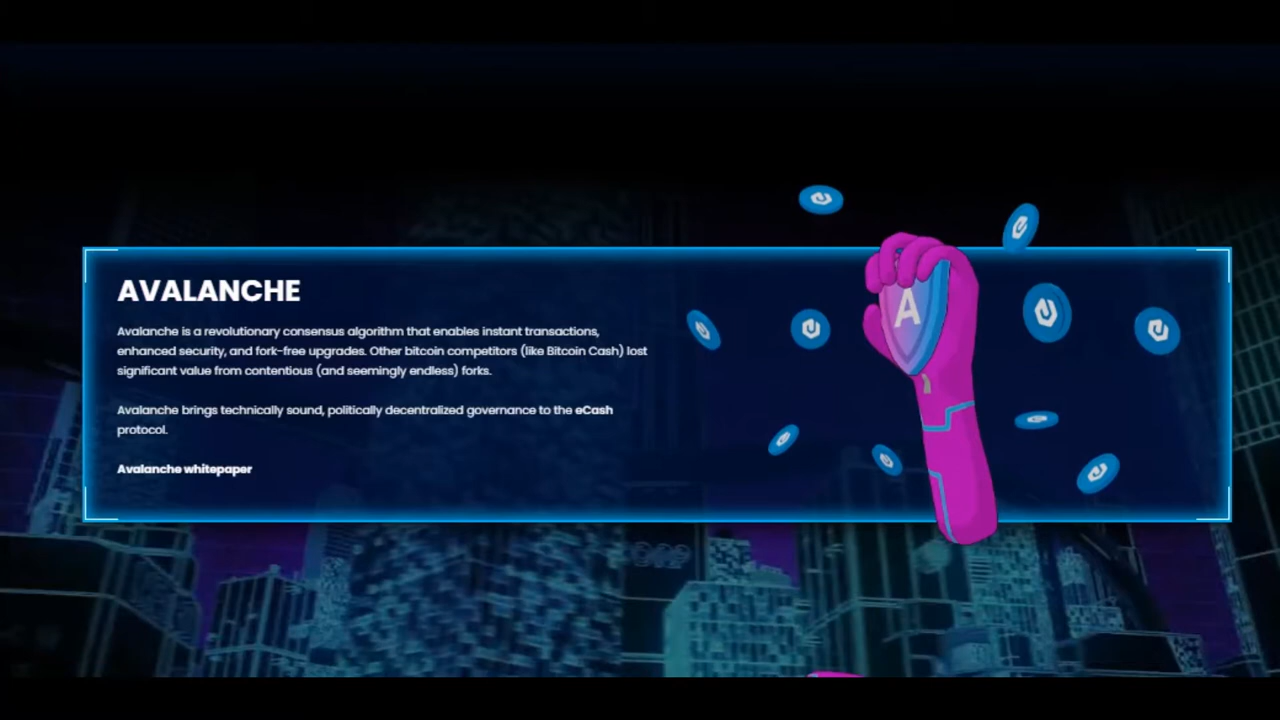 AVALANCHE
Avalanche is a revolutionary consensus algorithm that enables instant transactions,
enhanced security, and fork-free upgrades. Other bitcoin competitors (like Bitcoin Cash) lost
significant value from contentious (and seemingly endless) forks.
Avalanche brings technically sound, politically decentralized governance to the eCash
protocol.
Avalanche whitepaper
A